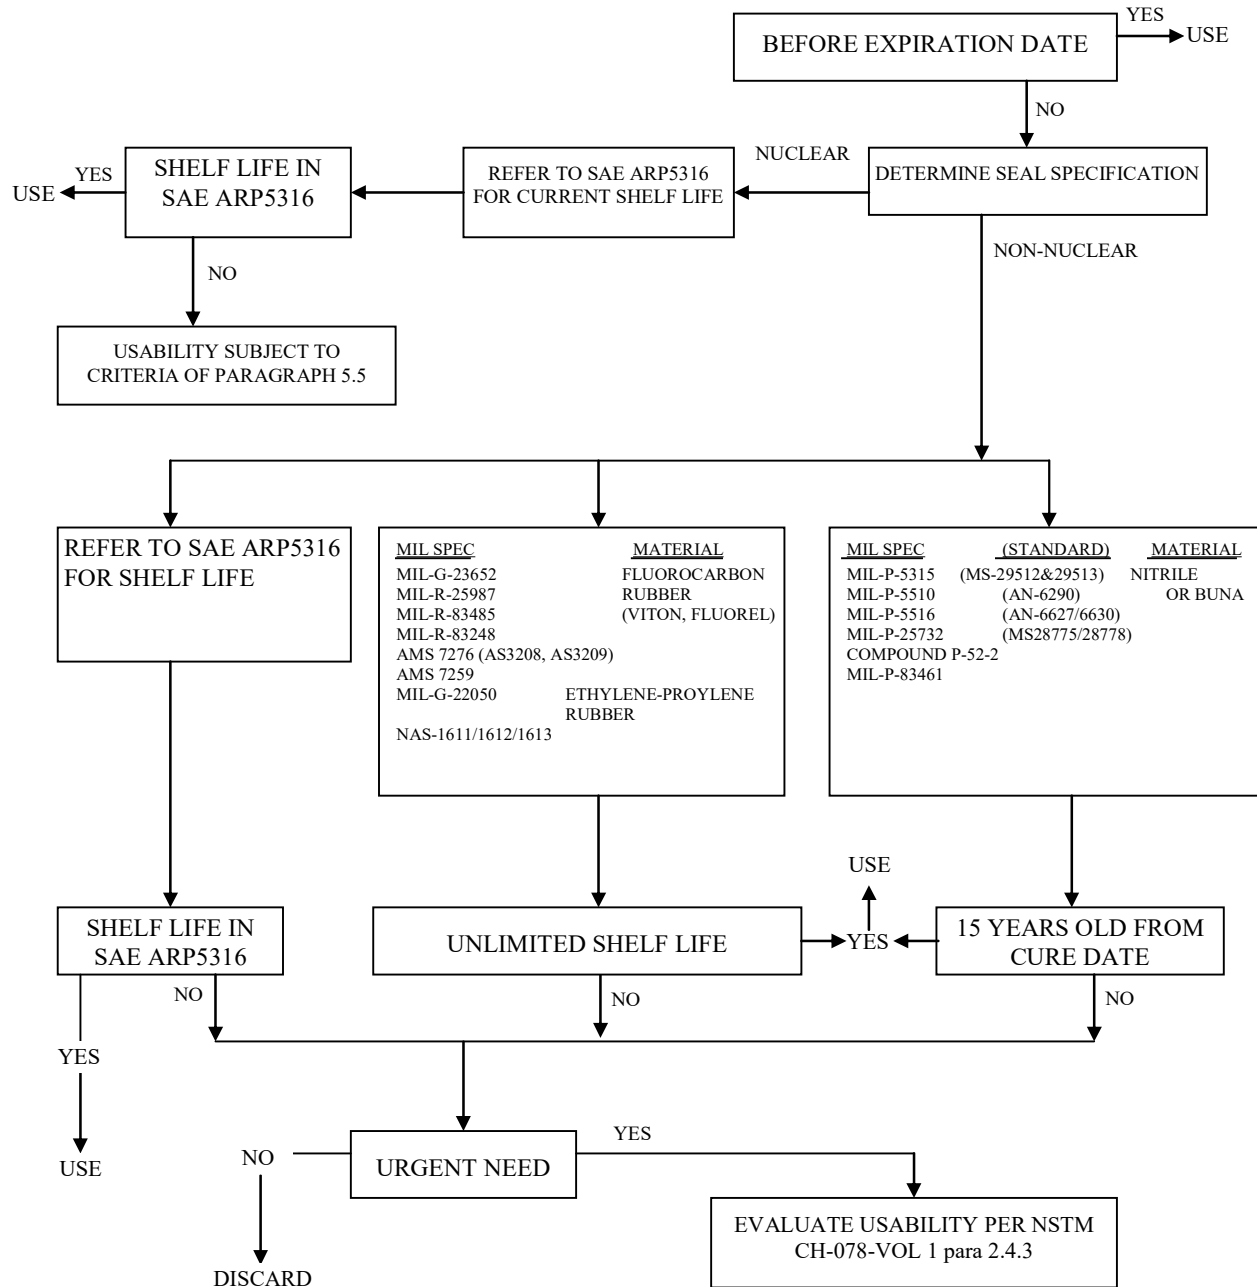 BEFORE EXPIRATION DATE
YES
USE
NO
DETERMINE SEAL SPECIFICATION
NUCLEAR
REFER TO SAE ARP5316
FOR CURRENT SHELF LIFE
SHELF LIFE IN
SAE ARP5316
YES
USE
NO
USABILITY SUBJECT TO
CRITERIA OF PARAGRAPH 5.5
NON-NUCLEAR
REFER TO SAE ARP5316
FOR SHELF LIFE
MIL SPEC MATERIAL
MIL-G-23652 FLUOROCARBON
MIL-R-25987 RUBBER
MIL-R-83485 (VITON, FLUOREL)
MIL-R-83248
AMS 7276 (AS3208, AS3209)
AMS 7259
MIL-G-22050 ETHYLENE-PROYLENE
RUBBER
NAS-1611/1612/1613
MIL SPEC (STANDARD) MATERIAL
MIL-P-5315 (MS-29512&29513) NITRILE
MIL-P-5510 (AN-6290) OR BUNA
MIL-P-5516 (AN-6627/6630)
MIL-P-25732 (MS28775/28778)
COMPOUND P-52-2
MIL-P-83461
SHELF LIFE IN
SAE ARP5316
UNLIMITED SHELF LIFE
USE
YES
15 YEARS OLD FROM
CURE DATE
NO
NO
NO
YES
USE
URGENT NEED
NO
DISCARD
YES
EVALUATE USABILITY PER NSTM
CH-078-VOL 1 para 2.4.3